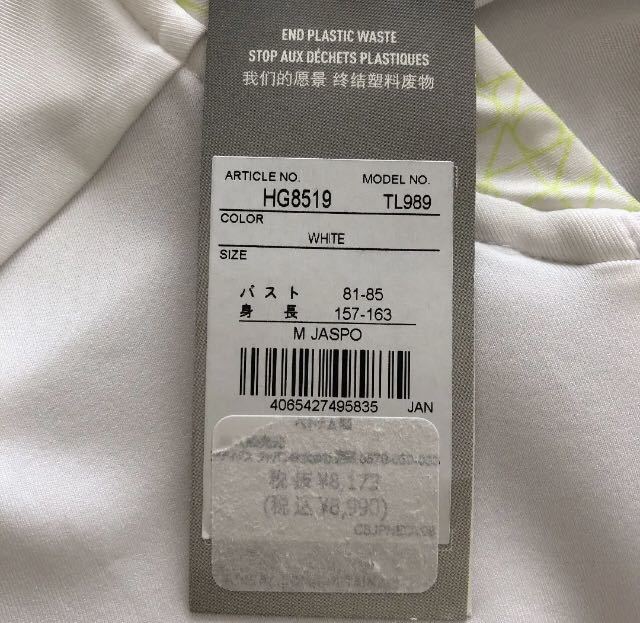 END PLASTIC WASTE
STOP AUX DÉCHETS PLASTIQUES
我们的愿景 终结塑料废物
ARTICLE NO. MODEL NO.
HG8519 TL989
COLOR
WHITE
SIZE
バスト 81-85
身長 157-163
M JASPO
4065427495835 JAN
税抜 ¥8,173
(税込 ¥8,990)